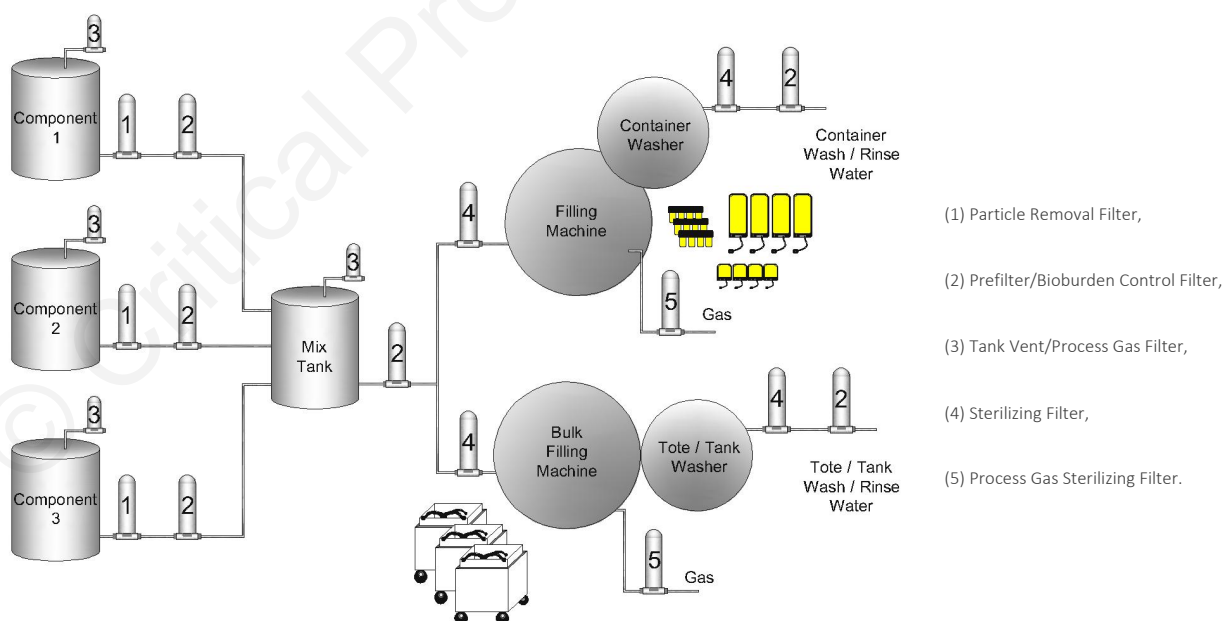 © Critical Pro
3
Component
1
1
2
3
Component
2
1
2
3
Component
3
1
2
3
Mix
Tank
2
4
Filling
Machine
Container
Washer
4
2
Container
Wash / Rinse
Water
5
Gas
4
Bulk
Filling
Machine
Tote / Tank
Washer
4
2
Tote / Tank
Wash / Rinse
Water
5
Gas
(1) Particle Removal Filter,
(2) Prefilter/Bioburden Control Filter,
(3) Tank Vent/Process Gas Filter,
(4) Sterilizing Filter,
(5) Process Gas Sterilizing Filter.